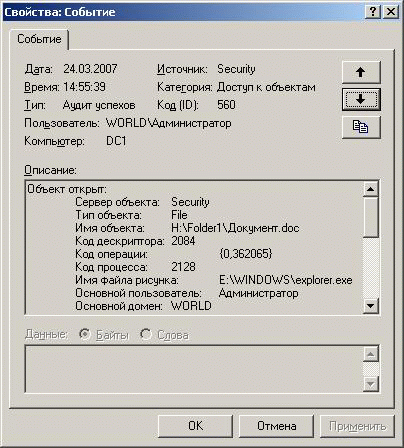 Свойства: Событие
Событие
Дата: 24.03.2007 Источник: Security
Время: 14:55:39 Категория: Доступ к объектам
Тип: Аудит успехов Код (ID): 560
Пользователь: WORLD\Администратор
Компьютер: DC1
Описание:
Объект открыт:
Сервер объекта: Security
Тип объекта: File
Имя объекта: H:\Folder1\Документ.doc
Код дескриптора: 2084
Код операции: {0,362065}
Код процесса: 2128
Имя файла рисунка: E:\WINDOWS\explorer.exe
Основной пользователь: Администратор
Основной домен: WORLD
Данные: Байты Слова
OK Отмена Применить